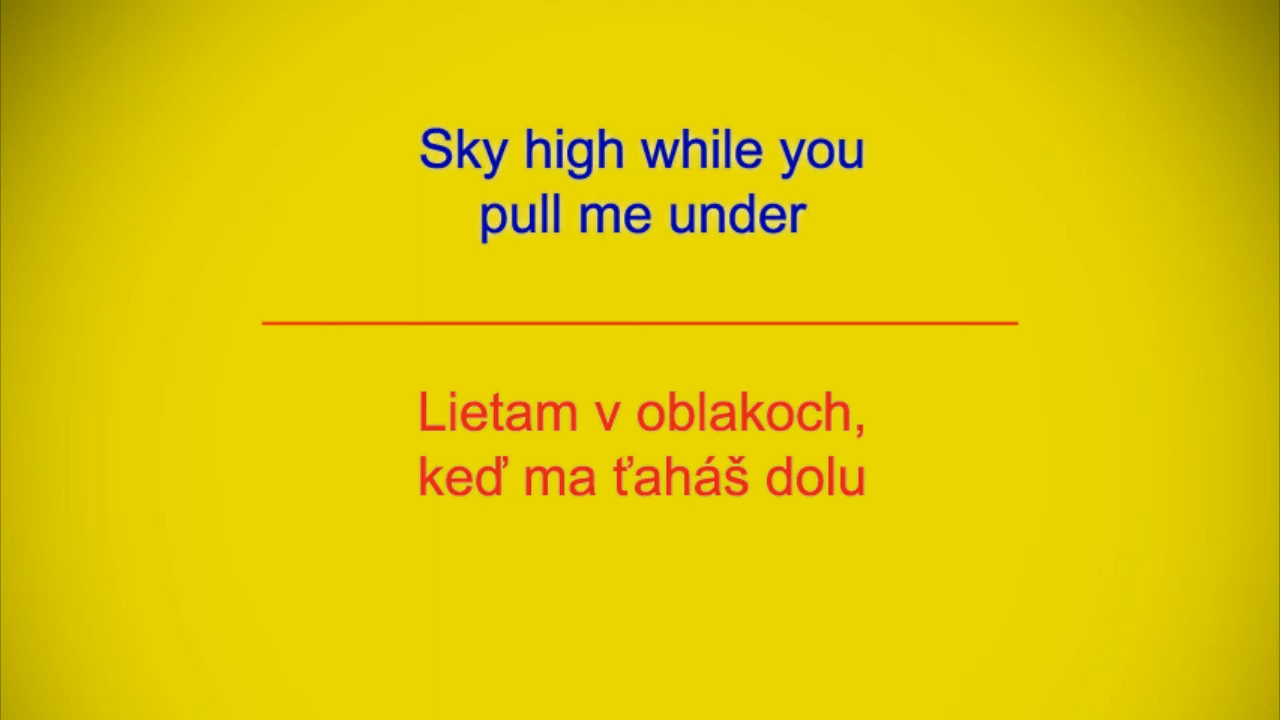 Sky high while you
pull me under
Lietam v oblakoch,
keď ma ťaháš dolu